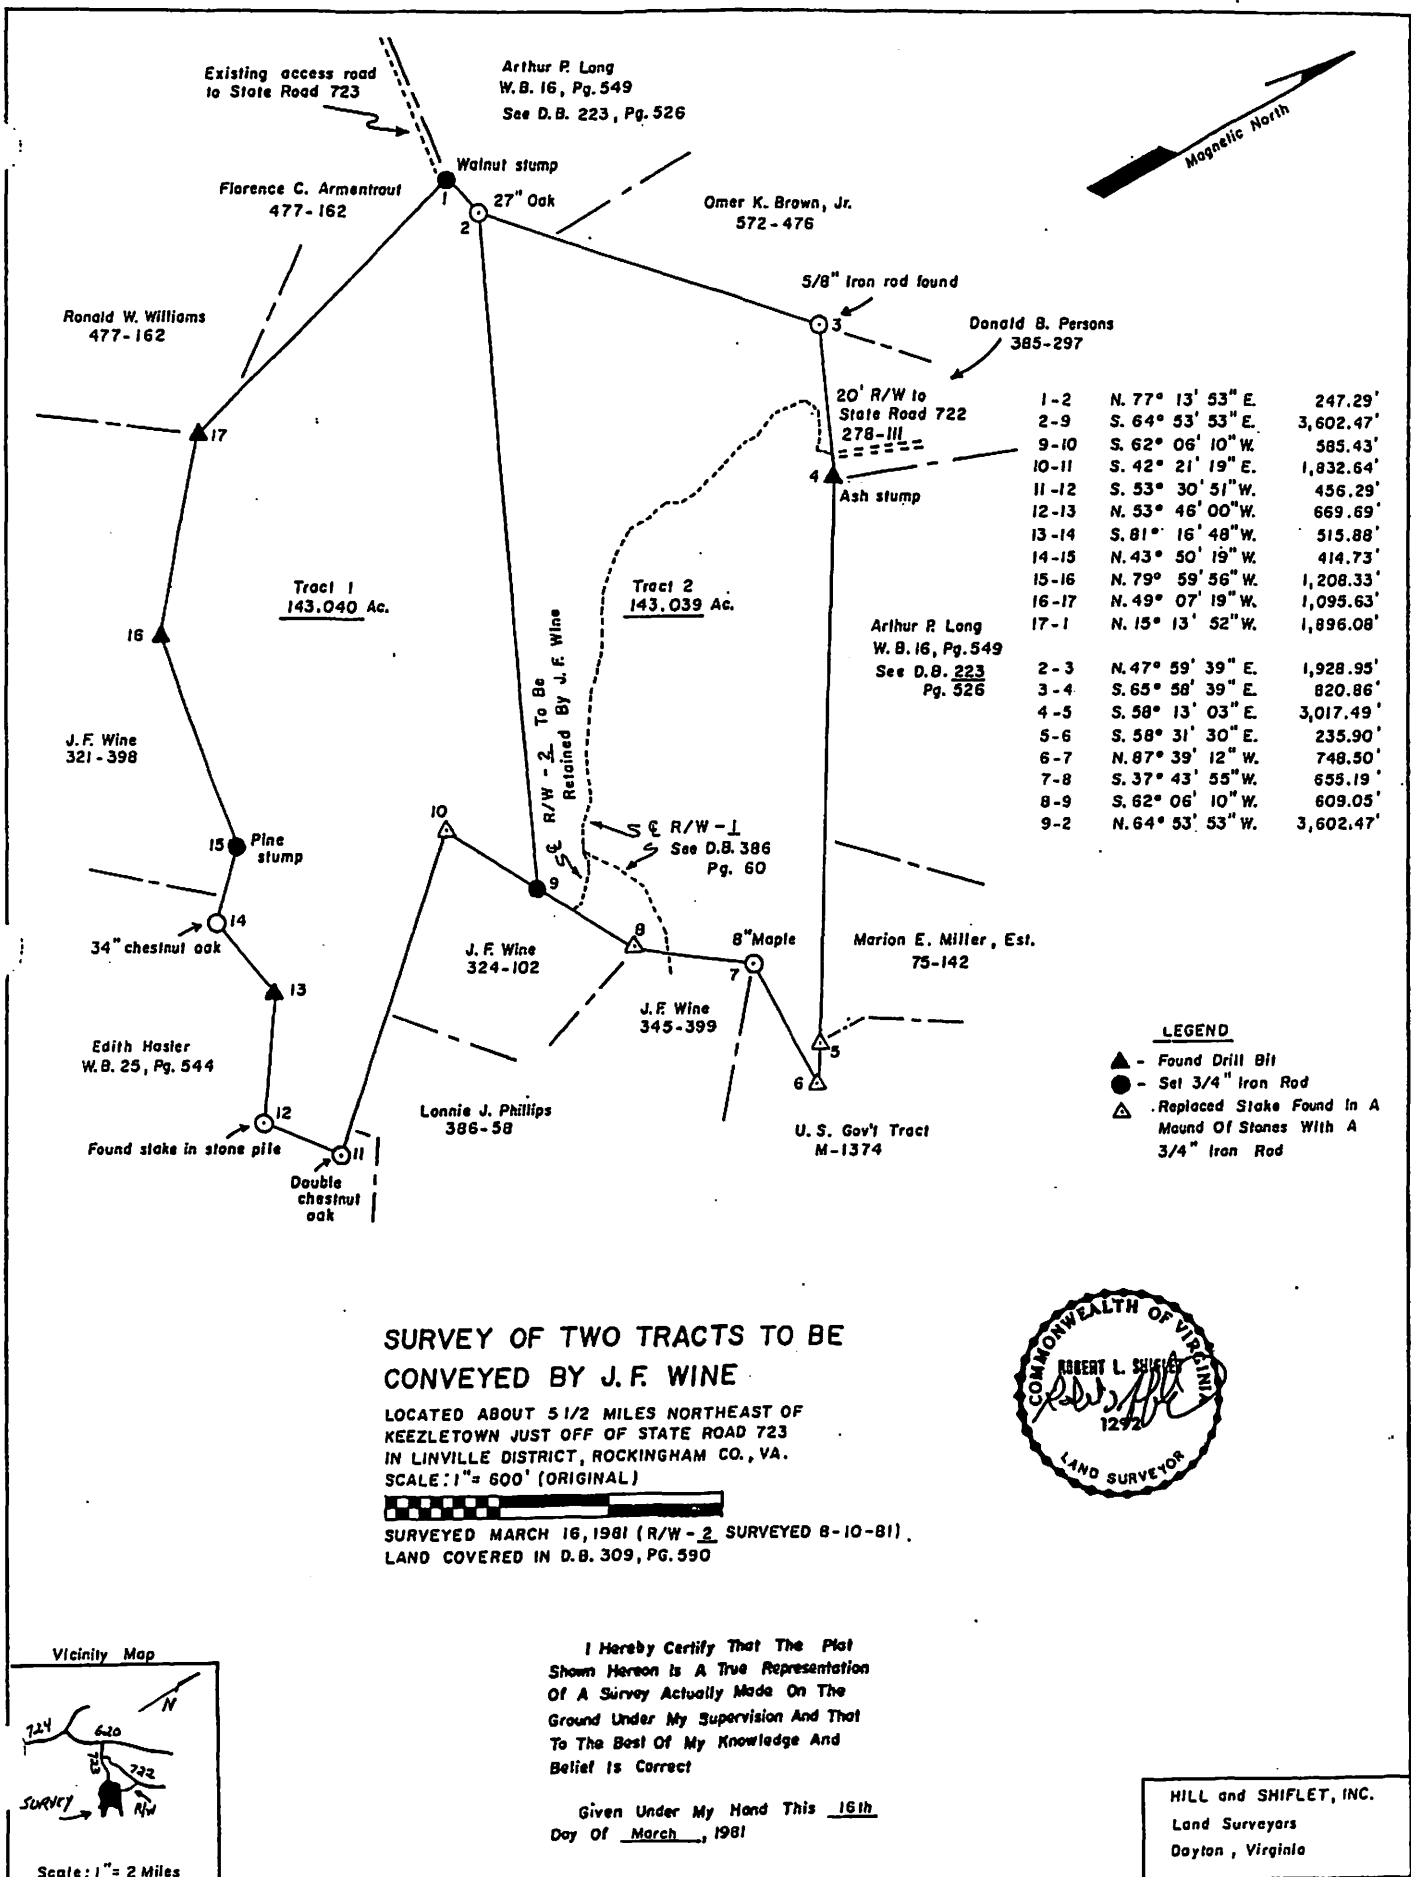 Existing access road
to State Road 723
Arthur P. Long
W.B. 16, Pg. 549
See D.B. 223, Pg. 526
Magnetic North
Walnut stump
1
Florence C. Armentrout
477-162
27" Oak
2
Omer K. Brown, Jr.
572-476
5/8" Iron rod found
3
Ronald W. Williams
477-162
Donald B. Persons
385-297
20' R/W to
State Road 722
278-111
17
4
Ash stump
1-2 N. 77° 13' 53" E. 247.29'
2-9 S. 64° 53' 53" E. 3,602.47'
9-10 S. 62° 06' 10" W. 585.43'
10-11 S. 42° 21' 19" E. 1,832.64'
11-12 S. 53° 30' 51" W. 456.29'
12-13 N. 53° 46' 00" W. 669.69'
13-14 S. 81° 16' 48" W. 515.88'
14-15 N. 43° 50' 19" W. 414.73'
15-16 N. 79° 59' 56" W. 1,208.33'
16-17 N. 49° 07' 19" W. 1,095.63'
17-1 N. 15° 13' 52" W. 1,896.08'
2-3 N. 47° 59' 39" E. 1,928.95'
3-4 S. 65° 58' 39" E. 820.86'
4-5 S. 58° 13' 03" E. 3,017.49'
5-6 S. 58° 31' 30" E. 235.90'
6-7 N. 87° 39' 12" W. 748.50'
7-8 S. 37° 43' 55" W. 655.19'
8-9 S. 62° 06' 10" W. 609.05'
9-2 N. 64° 53' 53" W. 3,602.47'
Tract 1
143.040 Ac.
Tract 2
143.039 Ac.
16
Arthur P. Long
W.B. 16, Pg. 549
See D.B. 223
Pg. 526
R/W - 2 To Be
Retained By J. F. Wine
J.F. Wine
321-398
10
15
Pine
stump
℄ R/W - 1
See D.B. 386
Pg. 60
℄
9
14
34" chestnut oak
8
8" Maple
7
J. F. Wine
324-102
Marion E. Miller, Est.
75-142
13
J.F. Wine
345-399
Edith Hasler
W.B. 25, Pg. 544
5
6
LEGEND
- Found Drill Bit
- Set 3/4" Iron Rod
Replaced Stake Found In A
Mound Of Stones With A
3/4" Iron Rod
12
Found stake in stone pile
11
Lonnie J. Phillips
386-58
U. S. Gov't Tract
M-1374
Double
chestnut
oak
SURVEY OF TWO TRACTS TO BE
CONVEYED BY J. F. WINE
LOCATED ABOUT 5 1/2 MILES NORTHEAST OF
KEEZLETOWN JUST OFF OF STATE ROAD 723
IN LINVILLE DISTRICT, ROCKINGHAM CO., VA.
SCALE: 1" = 600' (ORIGINAL)
SURVEYED MARCH 16, 1981 (R/W - 2 SURVEYED 8-10-81).
LAND COVERED IN D.B. 309, PG. 590
COMMONWEALTH OF VIRGINIA
ROBERT L. SHIFLET
1292
LAND SURVEYOR
I Hereby Certify That The Plat
Shown Hereon Is A True Representation
Of A Survey Actually Made On The
Ground Under My Supervision And That
To The Best Of My Knowledge And
Belief Is Correct
Given Under My Hand This 16th
Day Of March, 1981
Vicinity Map
N
724
620
723
722
SURVEY
R/W
Scale: 1" = 2 Miles
HILL and SHIFLET, INC.
Land Surveyors
Dayton, Virginia